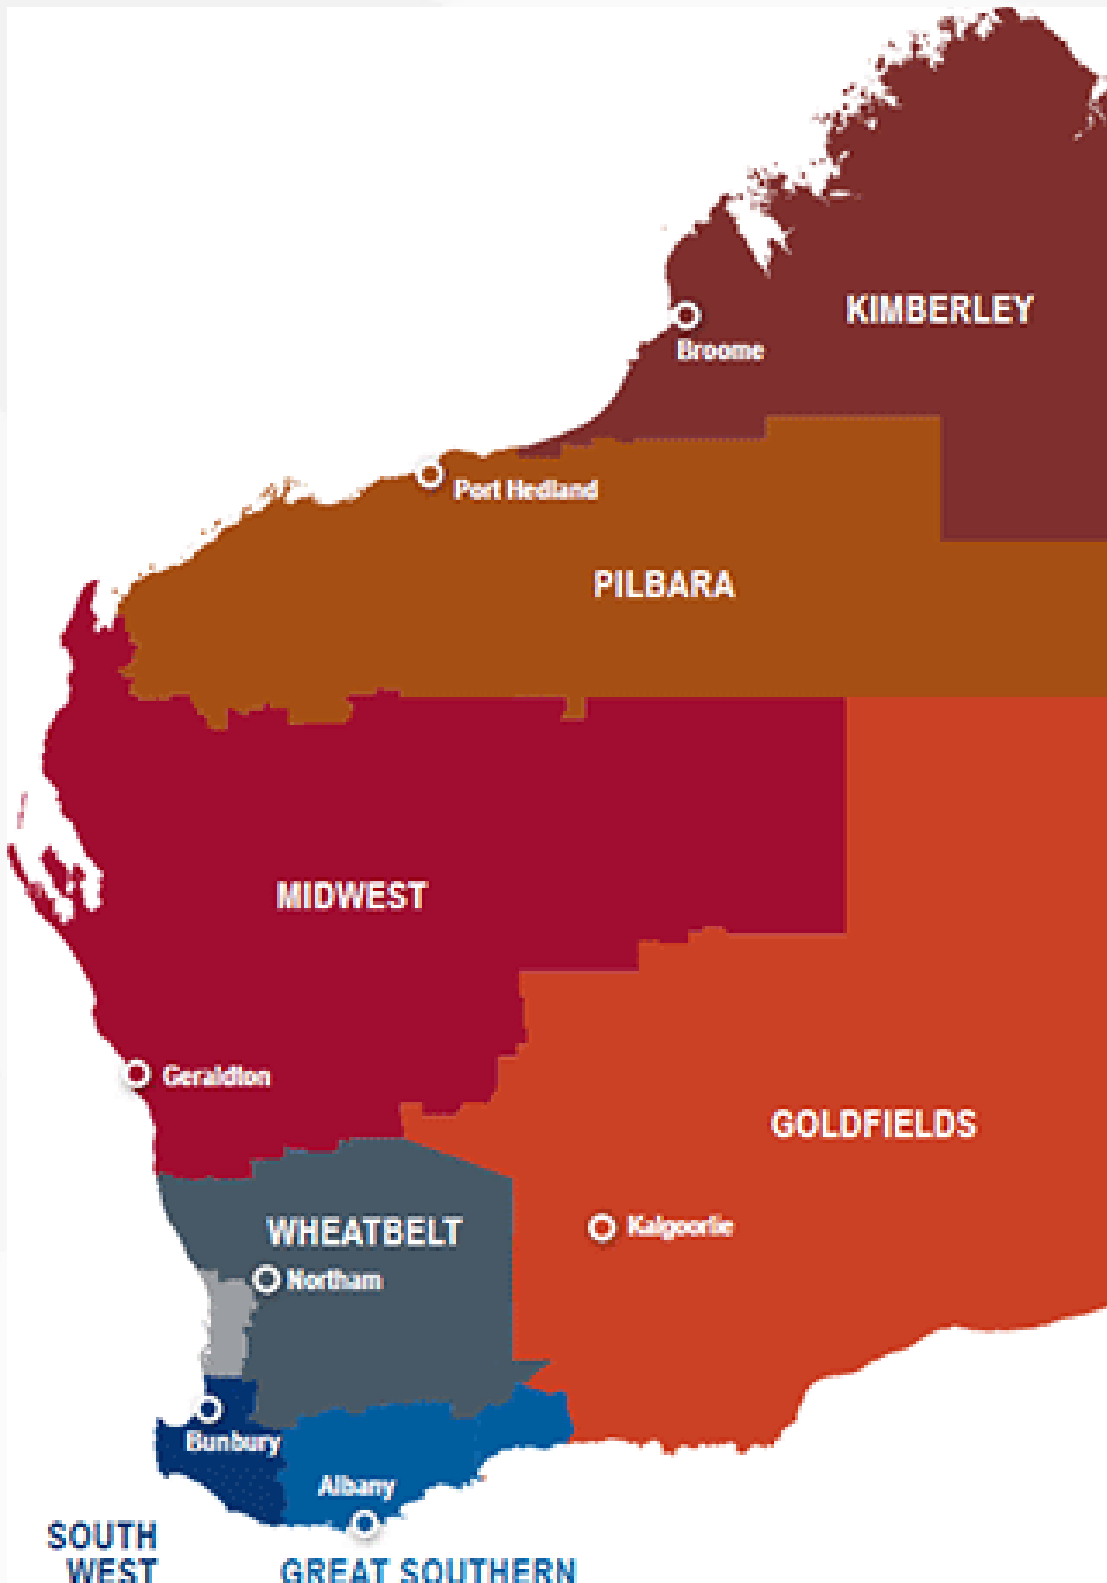 KIMBERLEY
Broome
Port Hedland
PILBARA
MIDWEST
Geraldton
GOLDFIELDS
Kalgoorlie
WHEATBELT
Northam
Bunbury
Albany
SOUTH
WEST
GREAT SOUTHERN